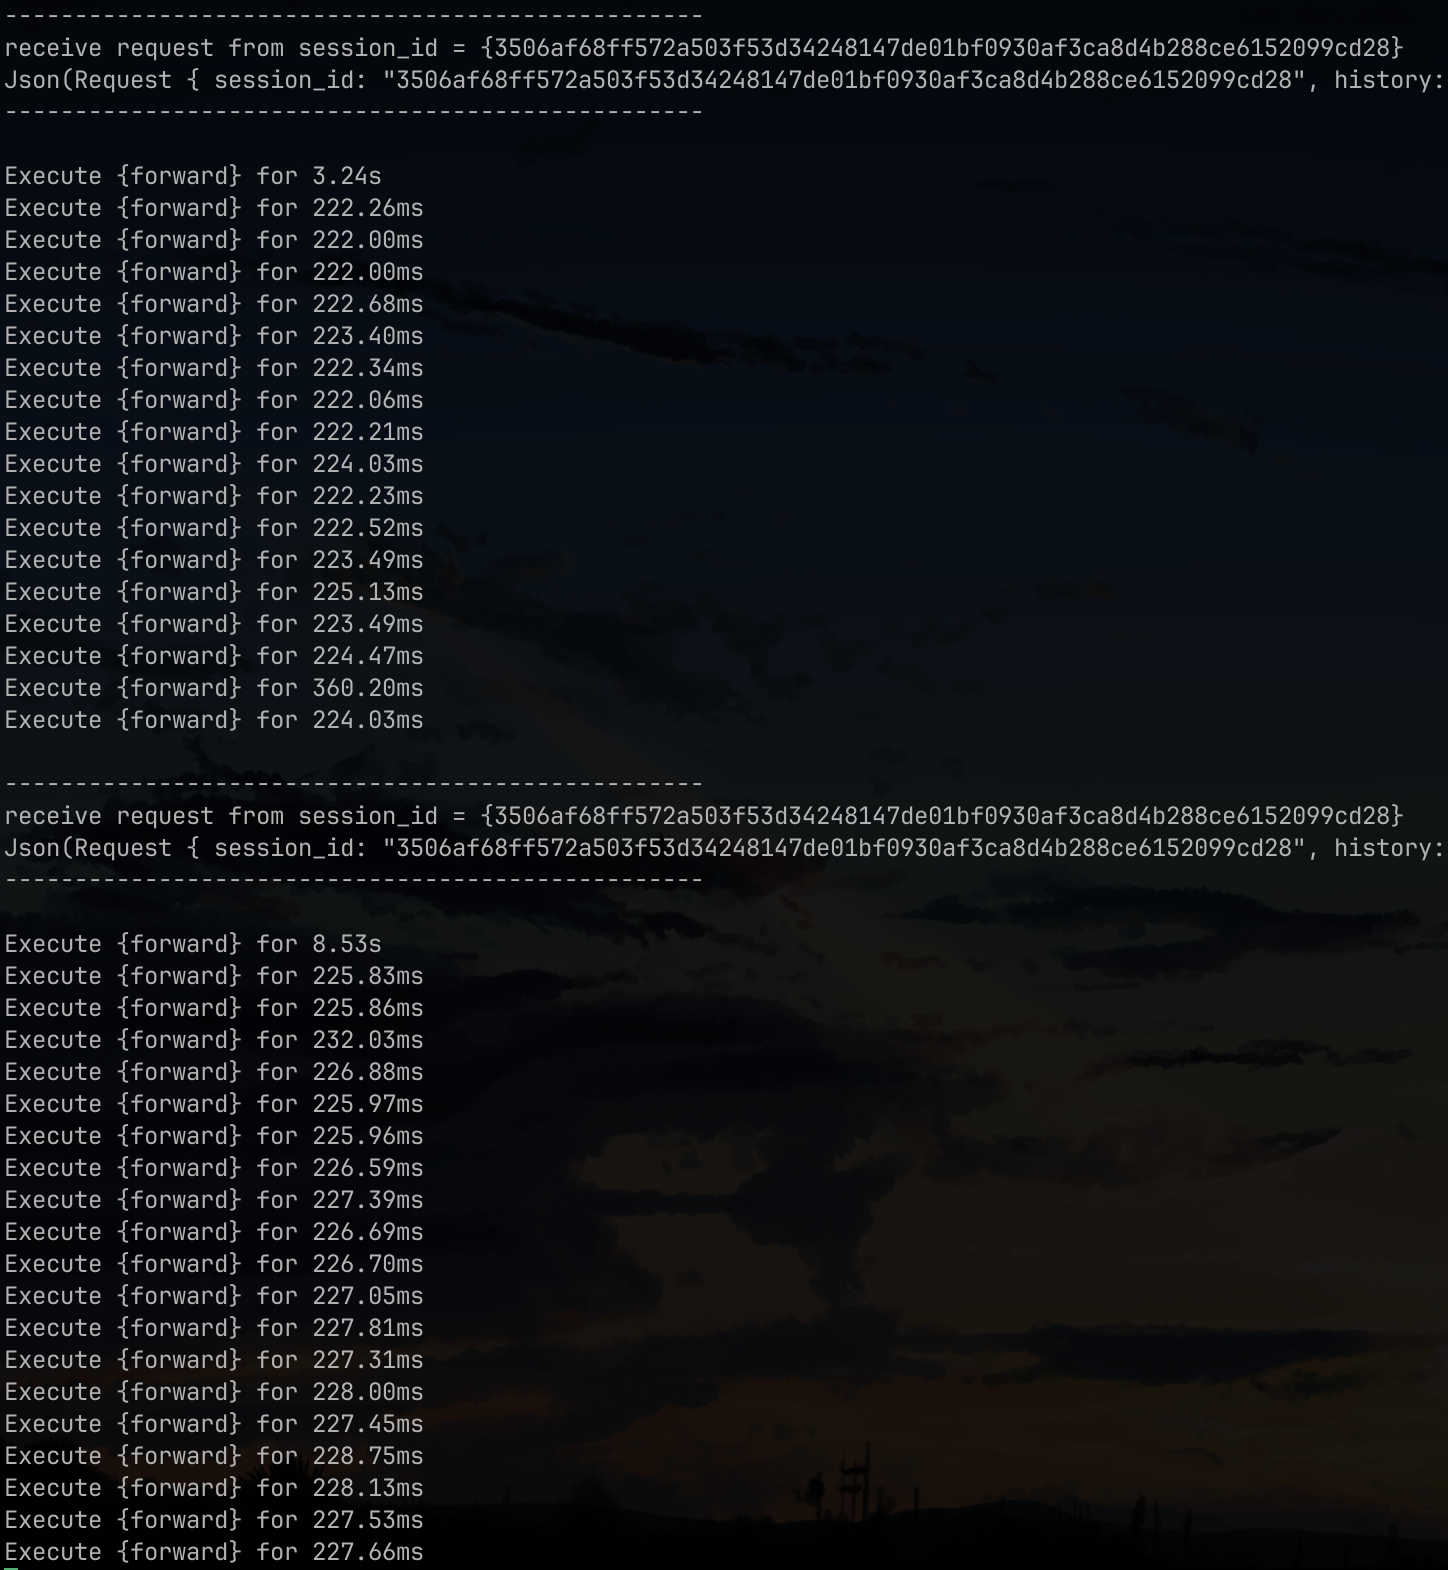 --------------------------------------------------
receive request from session_id = {3506af68ff572a503f53d34248147de01bf0930af3ca8d4b288ce6152099cd28}
Json(Request { session_id: "3506af68ff572a503f53d34248147de01bf0930af3ca8d4b288ce6152099cd28", history:
--------------------------------------------------
Execute {forward} for 3.24s
Execute {forward} for 222.26ms
Execute {forward} for 222.00ms
Execute {forward} for 222.00ms
Execute {forward} for 222.68ms
Execute {forward} for 223.40ms
Execute {forward} for 222.34ms
Execute {forward} for 222.06ms
Execute {forward} for 222.21ms
Execute {forward} for 224.03ms
Execute {forward} for 222.23ms
Execute {forward} for 222.52ms
Execute {forward} for 223.49ms
Execute {forward} for 225.13ms
Execute {forward} for 223.49ms
Execute {forward} for 224.47ms
Execute {forward} for 360.20ms
Execute {forward} for 224.03ms
--------------------------------------------------
receive request from session_id = {3506af68ff572a503f53d34248147de01bf0930af3ca8d4b288ce6152099cd28}
Json(Request { session_id: "3506af68ff572a503f53d34248147de01bf0930af3ca8d4b288ce6152099cd28", history:
--------------------------------------------------
Execute {forward} for 8.53s
Execute {forward} for 225.83ms
Execute {forward} for 225.86ms
Execute {forward} for 232.03ms
Execute {forward} for 226.88ms
Execute {forward} for 225.97ms
Execute {forward} for 225.96ms
Execute {forward} for 226.59ms
Execute {forward} for 227.39ms
Execute {forward} for 226.69ms
Execute {forward} for 226.70ms
Execute {forward} for 227.05ms
Execute {forward} for 227.81ms
Execute {forward} for 227.31ms
Execute {forward} for 228.00ms
Execute {forward} for 227.45ms
Execute {forward} for 228.75ms
Execute {forward} for 228.13ms
Execute {forward} for 227.53ms
Execute {forward} for 227.66ms